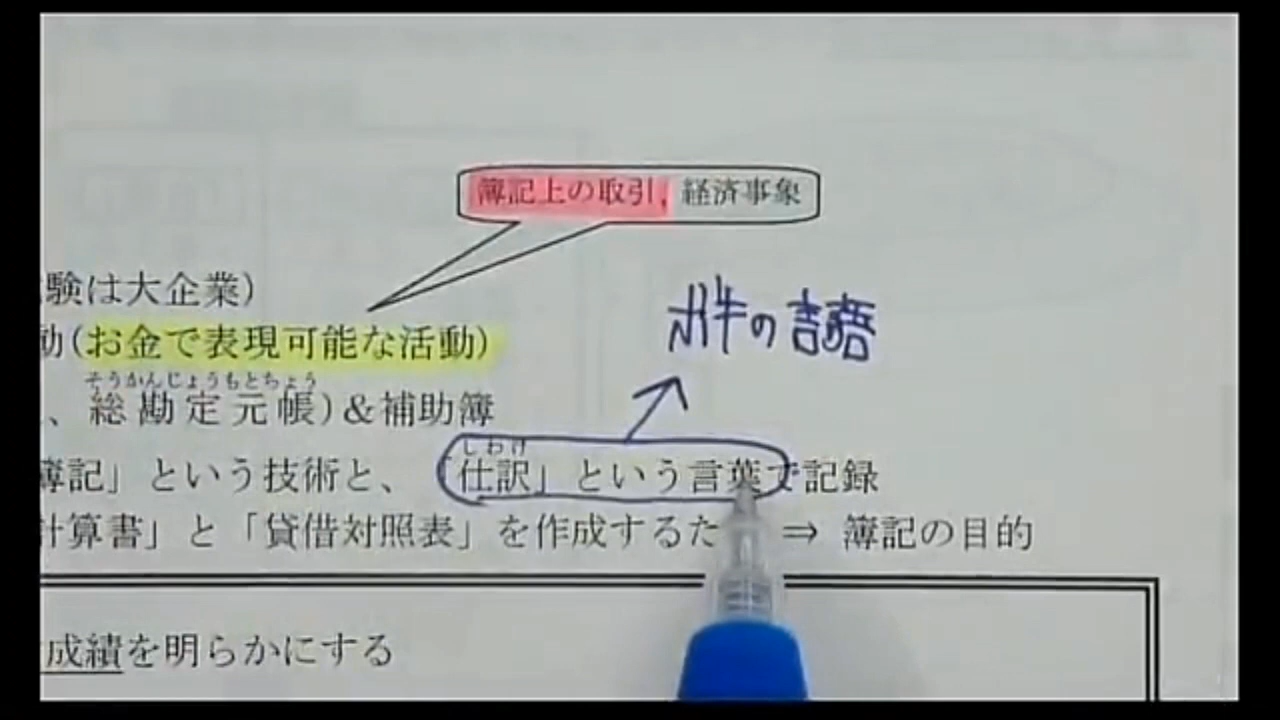 簿記上の取引, 経済事象
験は大企業)
動(お金で表現可能な活動)
の言語
そうかんじょうもとちょう
、総勘定元帳)&補助簿
しわけ
簿記」という技術と、「仕訳」という言葉で記録
計算書」と「貸借対照表」を作成するた ⇒ 簿記の目的
成績を明らかにする